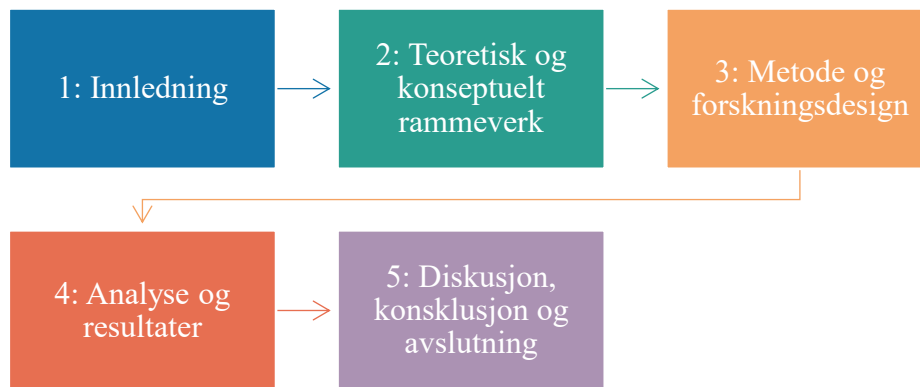 1: Innledning
2: Teoretisk og
konseptuelt
rammeverk
3: Metode og
forskningsdesign
4: Analyse og
resultater
5: Diskusjon,
konsklusjon og
avslutning